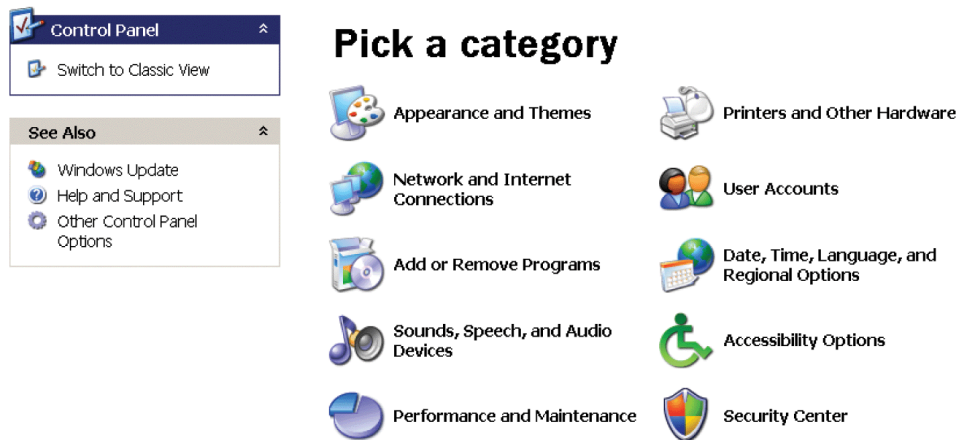 Control Panel
Switch to Classic View
See Also
Windows Update
Help and Support
Other Control Panel
Options
Pick a category
Appearance and Themes
Printers and Other Hardware
Network and Internet
Connections
User Accounts
Add or Remove Programs
Date, Time, Language, and
Regional Options
Sounds, Speech, and Audio
Devices
Accessibility Options
Performance and Maintenance
Security Center